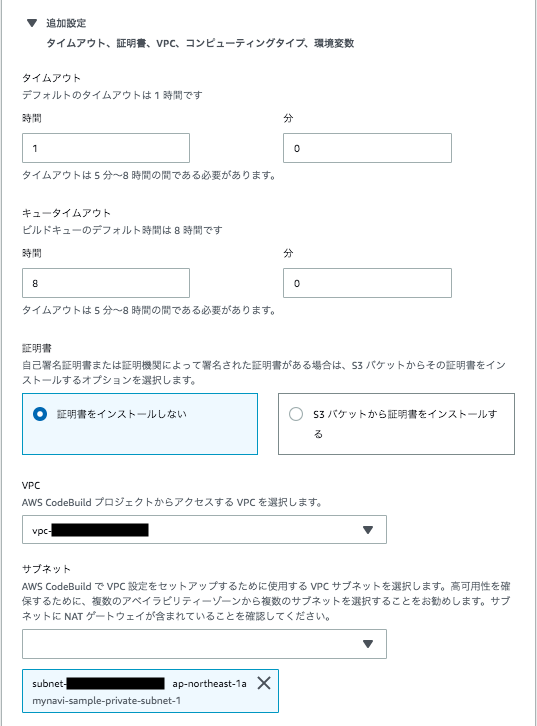 追加設定
タイムアウト、証明書、VPC、コンピューティングタイプ、環境変数
タイムアウト
デフォルトのタイムアウトは 1 時間です
時間
分
1
0
タイムアウトは 5 分～8 時間の間である必要があります。
キュータイムアウト
ビルドキューのデフォルト時間は 8 時間です
時間
分
8
0
タイムアウトは 5 分～8 時間の間である必要があります。
証明書
自己署名証明書または証明機関によって署名された証明書がある場合は、S3 バケットからその証明書をイン
ストールするオプションを選択します。
証明書をインストールしない
S3 バケットから証明書をインストールす
る
VPC
AWS CodeBuild プロジェクトからアクセスする VPC を選択します。
vpc-
サブネット
AWS CodeBuild で VPC 設定をセットアップするために使用する VPC サブネットを選択します。高可用性を確
保するために、複数のアベイラビリティーゾーンから複数のサブネットを選択することをお勧めします。サブ
ネットに NAT ゲートウェイが含まれていることを確認してください。
subnet- ap-northeast-1a
mynavi-sample-private-subnet-1